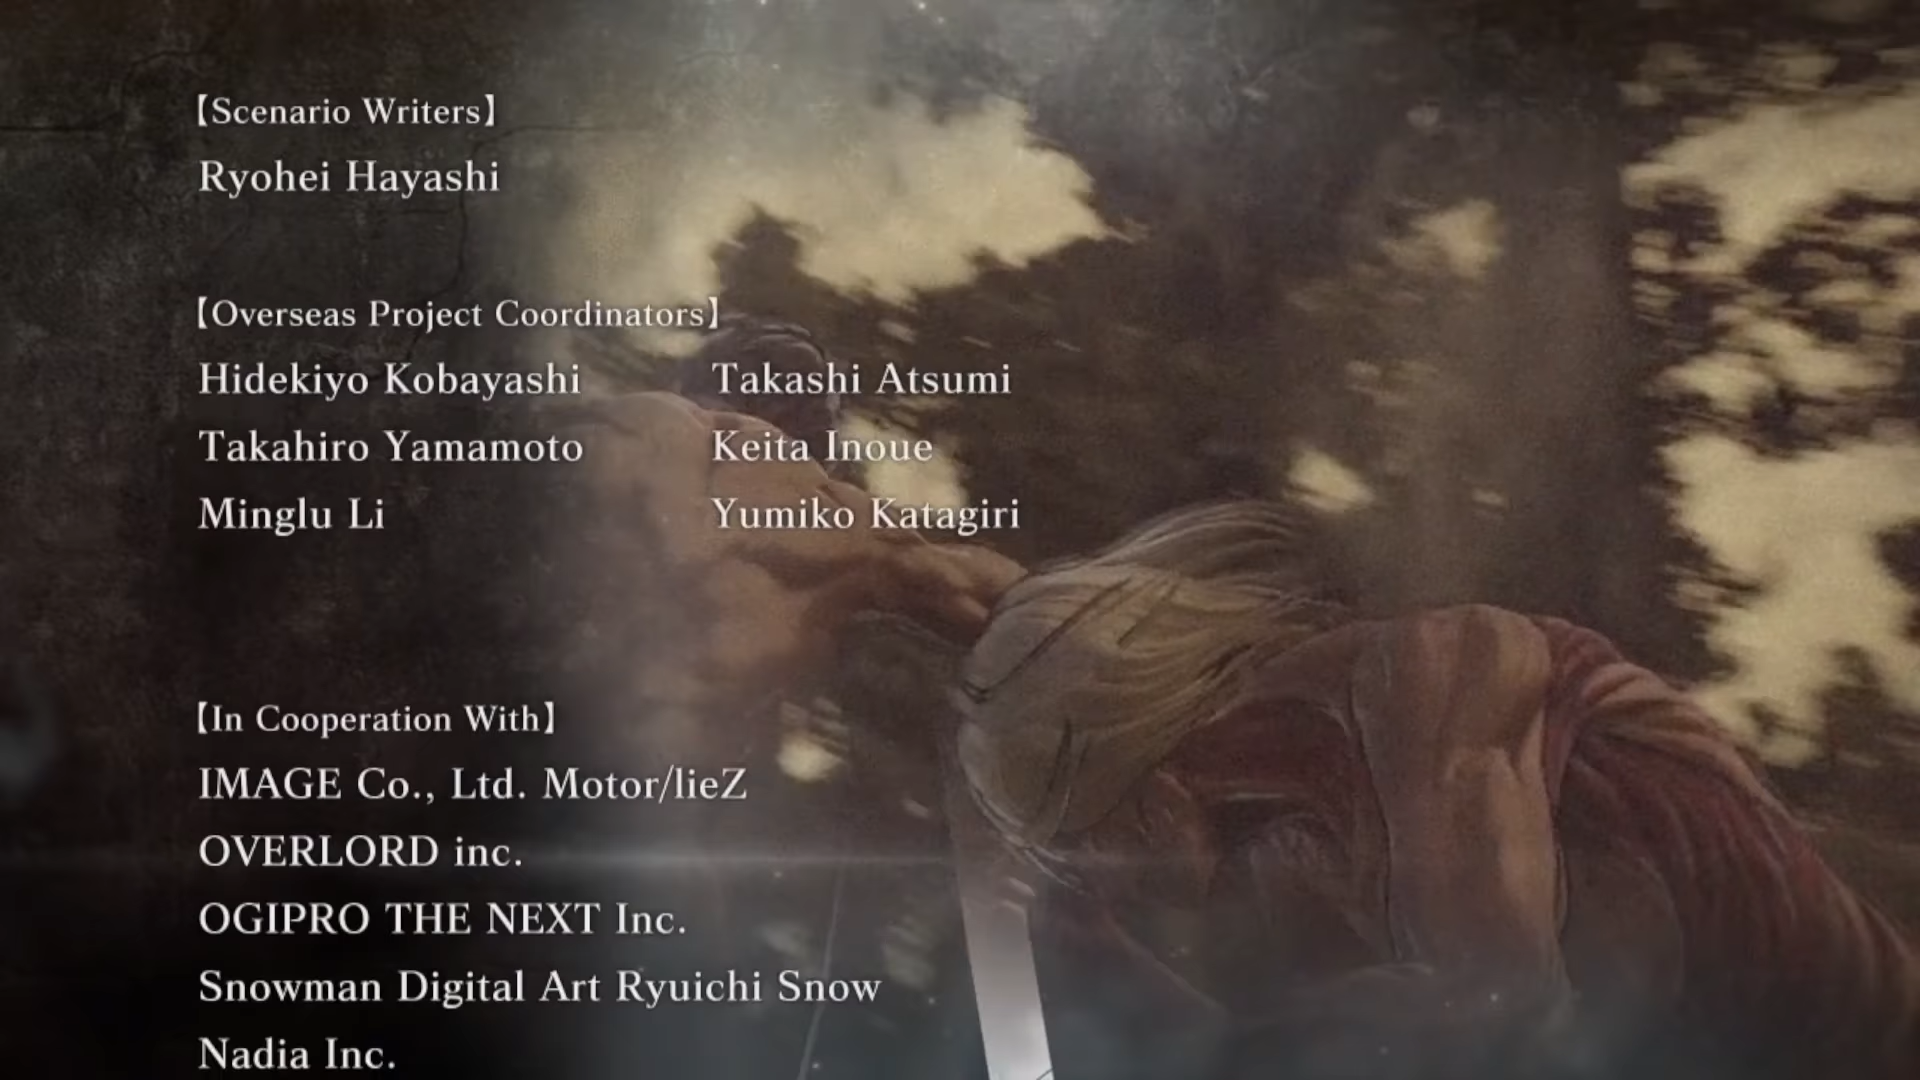 【Scenario Writers】
Ryohei Hayashi
【Overseas Project Coordinators】
Hidekiyo Kobayashi Takashi Atsumi
Takahiro Yamamoto Keita Inoue
Minglu Li Yumiko Katagiri
【In Cooperation With】
IMAGE Co., Ltd. Motor/lieZ
OVERLORD inc.
OGIPRO THE NEXT Inc.
Snowman Digital Art Ryuichi Snow
Nadia Inc.